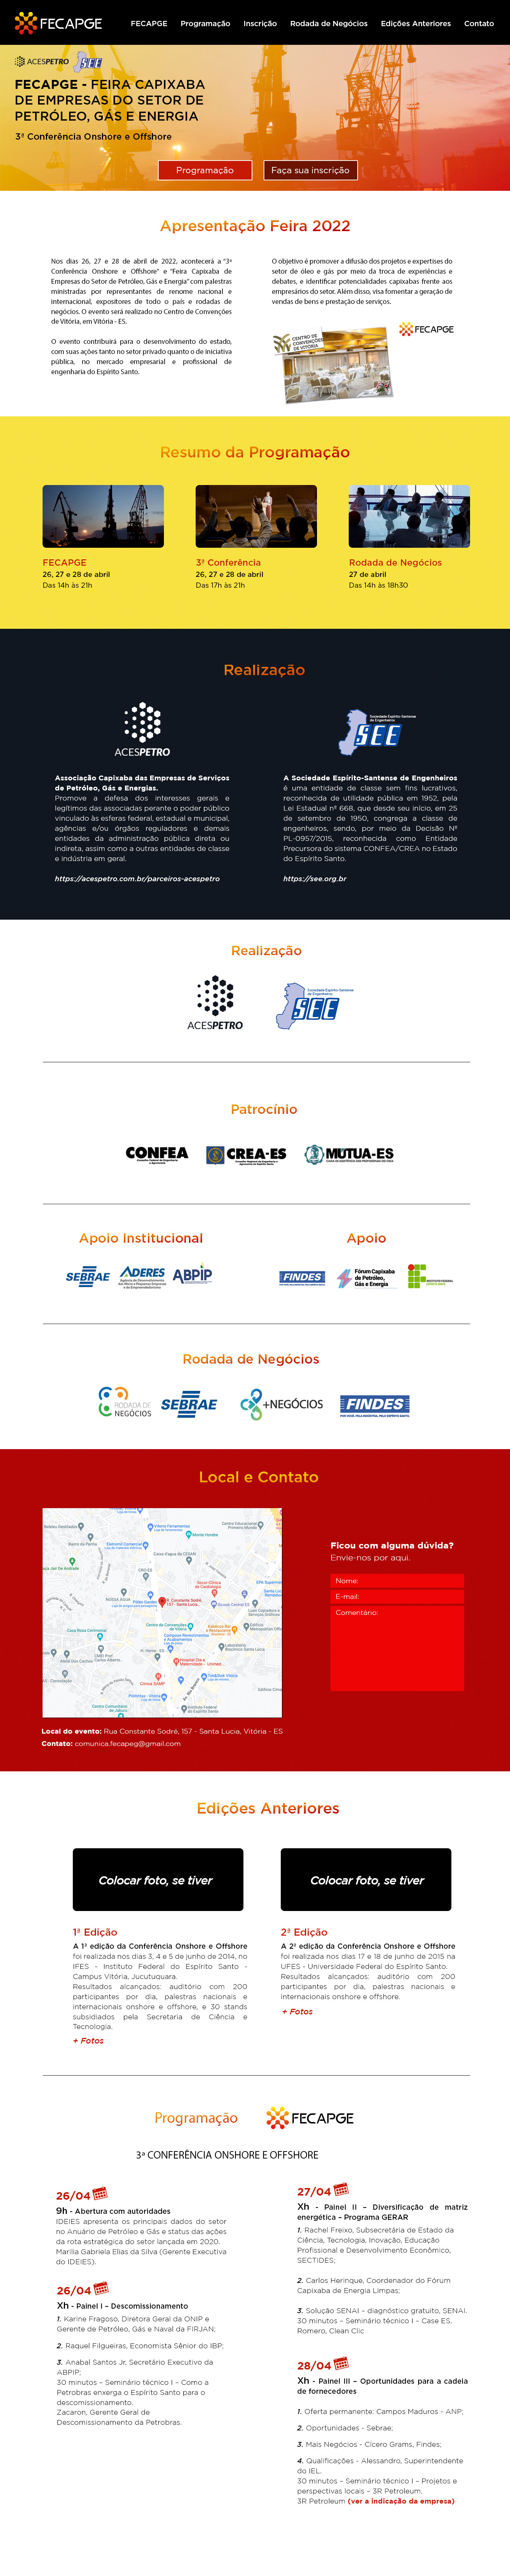 FECAPGE
FECAPGE Programação Inscrição Rodada de Negócios Edições Anteriores Contato
ACESPETRO SEE
FECAPGE - FEIRA CAPIXABA
DE EMPRESAS DO SETOR DE
PETRÓLEO, GÁS E ENERGIA
3ª Conferência Onshore e Offshore
Programação
Faça sua inscrição
Apresentação Feira 2022
Nos dias 26, 27 e 28 de abril de 2022, acontecerá a "3ª
Conferência Onshore e Offshore" e "Feira Capixaba de
Empresas do Setor de Petróleo, Gás e Energia" com palestras
ministradas por representantes de renome nacional e
internacional, expositores de todo o país e rodadas de
negócios. O evento será realizado no Centro de Convenções
de Vitória, em Vitória - ES.
O evento contribuirá para o desenvolvimento do estado,
com suas ações tanto no setor privado quanto o de iniciativa
pública, no mercado empresarial e profissional de
engenharia do Espírito Santo.
O objetivo é promover a difusão dos projetos e expertises do
setor de óleo e gás por meio da troca de experiências e
debates, e identificar potencialidades capixabas frente aos
empresários do setor. Além disso, visa fomentar a geração de
vendas de bens e prestação de serviços.
CENTRO DE
CONVENÇÕES
DE VITÓRIA
FECAPGE
Resumo da Programação
FECAPGE
26, 27 e 28 de abril
Das 14h às 21h
3ª Conferência
26, 27 e 28 de abril
Das 17h às 21h
Rodada de Negócios
27 de abril
Das 14h às 18h30
Realização
ACESPETRO
Sociedade Espírito-Santense
de Engenheiros
SEE
Associação Capixaba das Empresas de Serviços
de Petróleo, Gás e Energias.
Promove a defesa dos interesses gerais e
legítimos das associadas perante o poder público
vinculado às esferas federal, estadual e municipal,
agências e/ou órgãos reguladores e demais
entidades da administração pública direta ou
indireta, assim como a outras entidades de classe
e indústria em geral.
https://acespetro.com.br/parceiros-acespetro
A Sociedade Espírito-Santense de Engenheiros
é uma entidade de classe sem fins lucrativos,
reconhecida de utilidade pública em 1952, pela
Lei Estadual nº 668, que desde seu início, em 25
de setembro de 1950, congrega a classe de
engenheiros, sendo, por meio da Decisão Nº
PL-0957/2015, reconhecida como Entidade
Precursora do sistema CONFEA/CREA no Estado
do Espírito Santo.
https://see.org.br
Realização
ACESPETRO
Sociedade Espírito-Santense
de Engenheiros
SEE
Patrocínio
CONFEA
Conselho Federal de Engenharia
e Agronomia
CREA-ES
Conselho Regional de Engenharia e
Agronomia do Espírito Santo
MUTUA-ES
CAIXA DE ASSISTÊNCIA DOS PROFISSIONAIS DO CREA
Apoio Institucional
SEBRAE
ADERES
ABPIP
Apoio
FINDES
Fórum Capixaba
de Petróleo,
Gás e Energia
INSTITUTO FEDERAL
Rodada de Negócios
RODADA DE
NEGÓCIOS
SEBRAE
+NEGÓCIOS
FINDES
POR VOCÊ. PELA INDÚSTRIA. PELO ESPÍRITO SANTO.
Local e Contato
Local do evento: Rua Constante Sodré, 157 - Santa Lucia, Vitória - ES
Contato: comunica.fecapeg@gmail.com
Ficou com alguma dúvida?
Envie-nos por aqui.
Nome:
E-mail:
Comentário:
Edições Anteriores
Colocar foto, se tiver
Colocar foto, se tiver
1ª Edição
A 1ª edição da Conferência Onshore e Offshore
foi realizada nos dias 3, 4 e 5 de junho de 2014, no
IFES - Instituto Federal do Espírito Santo -
Campus Vitória, Jucutuquara.
Resultados alcançados: auditório com 200
participantes por dia, palestras nacionais e
internacionais onshore e offshore, e 30 stands
subsidiados pela Secretaria de Ciência e
Tecnologia.
+ Fotos
2ª Edição
A 2ª edição da Conferência Onshore e Offshore
foi realizada nos dias 17 e 18 de junho de 2015 na
UFES - Universidade Federal do Espírito Santo.
Resultados alcançados: auditório com 200
participantes por dia, palestras nacionais e
internacionais onshore e offshore.
+ Fotos
Programação FECAPGE
3ª CONFERÊNCIA ONSHORE E OFFSHORE
26/04
9h - Abertura com autoridades
IDEIES apresenta os principais dados do setor
no Anuário de Petróleo e Gás e status das ações
da rota estratégica do setor lançada em 2020.
Marília Gabriela Elias da Silva (Gerente Executiva
do IDEIES).
26/04
Xh - Painel I – Descomissionamento
1. Karine Fragoso, Diretora Geral da ONIP e
Gerente de Petróleo, Gás e Naval da FIRJAN;
2. Raquel Filgueiras, Economista Sênior do IBP;
3. Anabal Santos Jr, Secretário Executivo da
ABPIP;
30 minutos – Seminário técnico I – Como a
Petrobras enxerga o Espírito Santo para o
descomissionamento.
Zacaron, Gerente Geral de
Descomissionamento da Petrobras.
27/04
Xh - Painel II – Diversificação de matriz
energética – Programa GERAR
1. Rachel Freixo, Subsecretária de Estado da
Ciência, Tecnologia, Inovação, Educação
Profissional e Desenvolvimento Econômico,
SECTIDES;
2. Carlos Herinque, Coordenador do Fórum
Capixaba de Energia Limpas;
3. Solução SENAI – diagnóstico gratuito, SENAI.
30 minutos – Seminário técnico I – Case ES.
Romero, Clean Clic
28/04
Xh - Painel III – Oportunidades para a cadeia
de fornecedores
1. Oferta permanente: Campos Maduros - ANP;
2. Oportunidades - Sebrae;
3. Mais Negócios - Cícero Grams, Findes;
4. Qualificações - Alessandro, Superintendente
do IEL.
30 minutos – Seminário técnico I – Projetos e
perspectivas locais – 3R Petroleum.
3R Petroleum (ver a indicação da empresa)